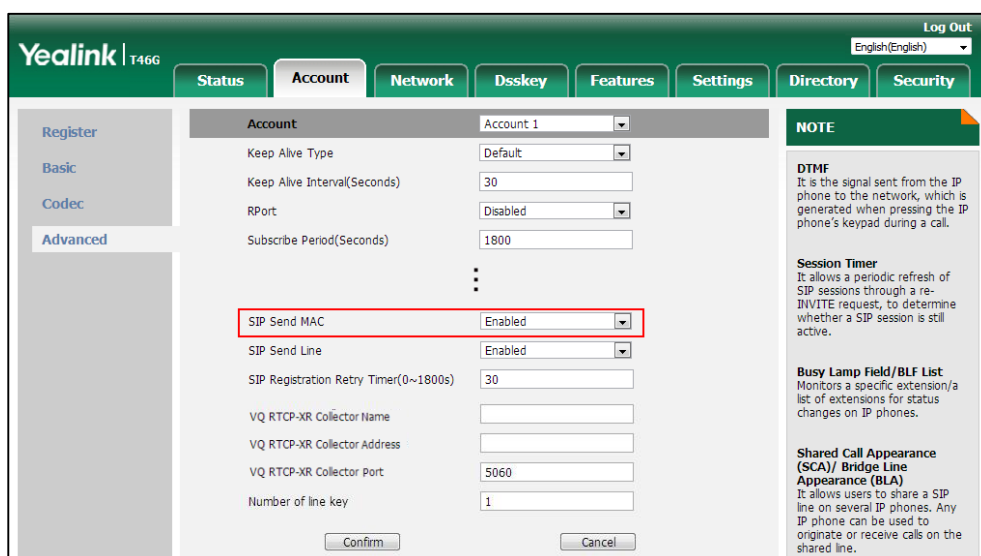 Log Out
Yealink T46G
English(English)
Status Account Network Dsskey Features Settings Directory Security
Register
Basic
Codec
Advanced
Account Account 1
Keep Alive Type Default
Keep Alive Interval(Seconds) 30
RPort Disabled
Subscribe Period(Seconds) 1800
SIP Send MAC Enabled
SIP Send Line Enabled
SIP Registration Retry Timer(0~1800s) 30
VQ RTCP-XR Collector Name
VQ RTCP-XR Collector Address
VQ RTCP-XR Collector Port 5060
Number of line key 1
Confirm Cancel
NOTE
DTMF
It is the signal sent from the IP
phone to the network, which is
generated when pressing the IP
phone's keypad during a call.
Session Timer
It allows a periodic refresh of
SIP sessions through a re-
INVITE request, to determine
whether a SIP session is still
active.
Busy Lamp Field/BLF List
Monitors a specific extension/a
list of extensions for status
changes on IP phones.
Shared Call Appearance
(SCA)/ Bridge Line
Appearance (BLA)
It allows users to share a SIP
line on several IP phones. Any
IP phone can be used to
originate or receive calls on the
shared line.